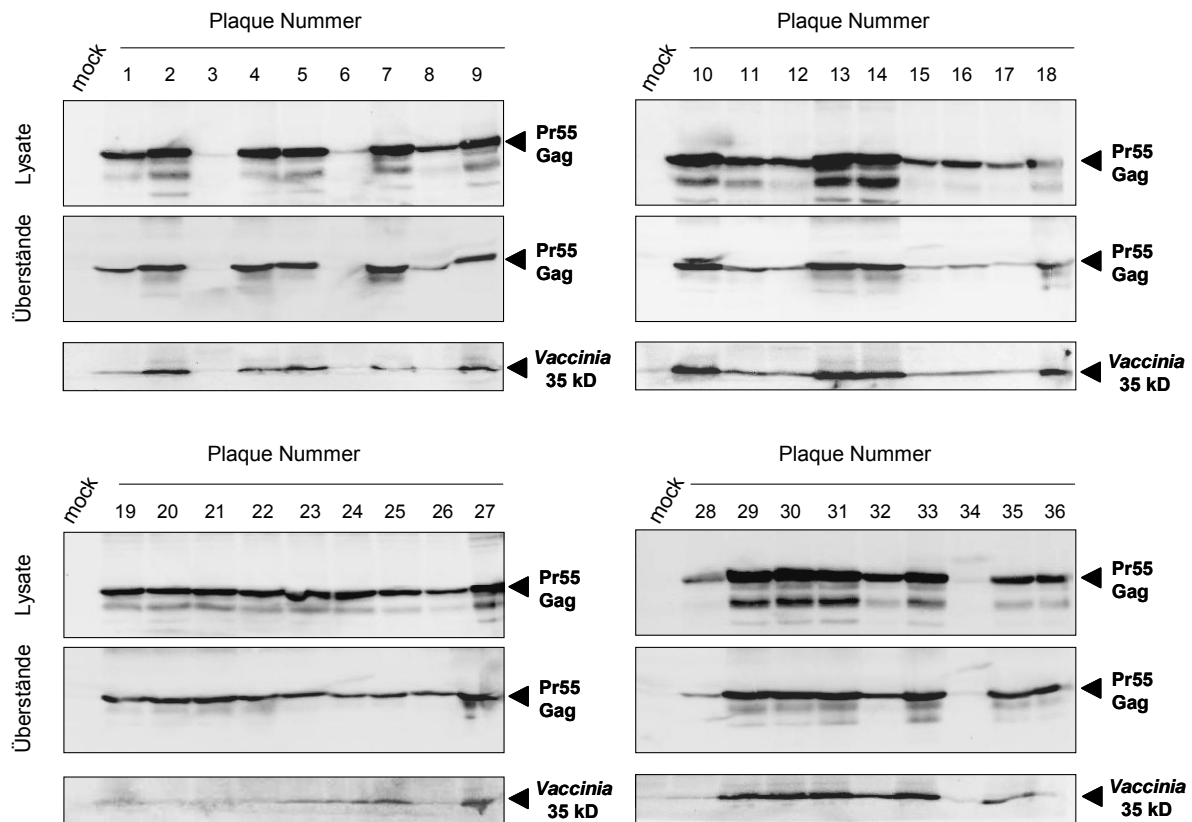 Plaque Nummer
mock
1 2 3 4 5 6 7 8 9
Lysate
Pr55
Gag
Überstände
Pr55
Gag
Vaccinia
35 kD
Plaque Nummer
mock
10 11 12 13 14 15 16 17 18
Pr55
Gag
Pr55
Gag
Vaccinia
35 kD
Plaque Nummer
mock
19 20 21 22 23 24 25 26 27
Lysate
Pr55
Gag
Überstände
Pr55
Gag
Vaccinia
35 kD
Plaque Nummer
mock
28 29 30 31 32 33 34 35 36
Pr55
Gag
Pr55
Gag
Vaccinia
35 kD